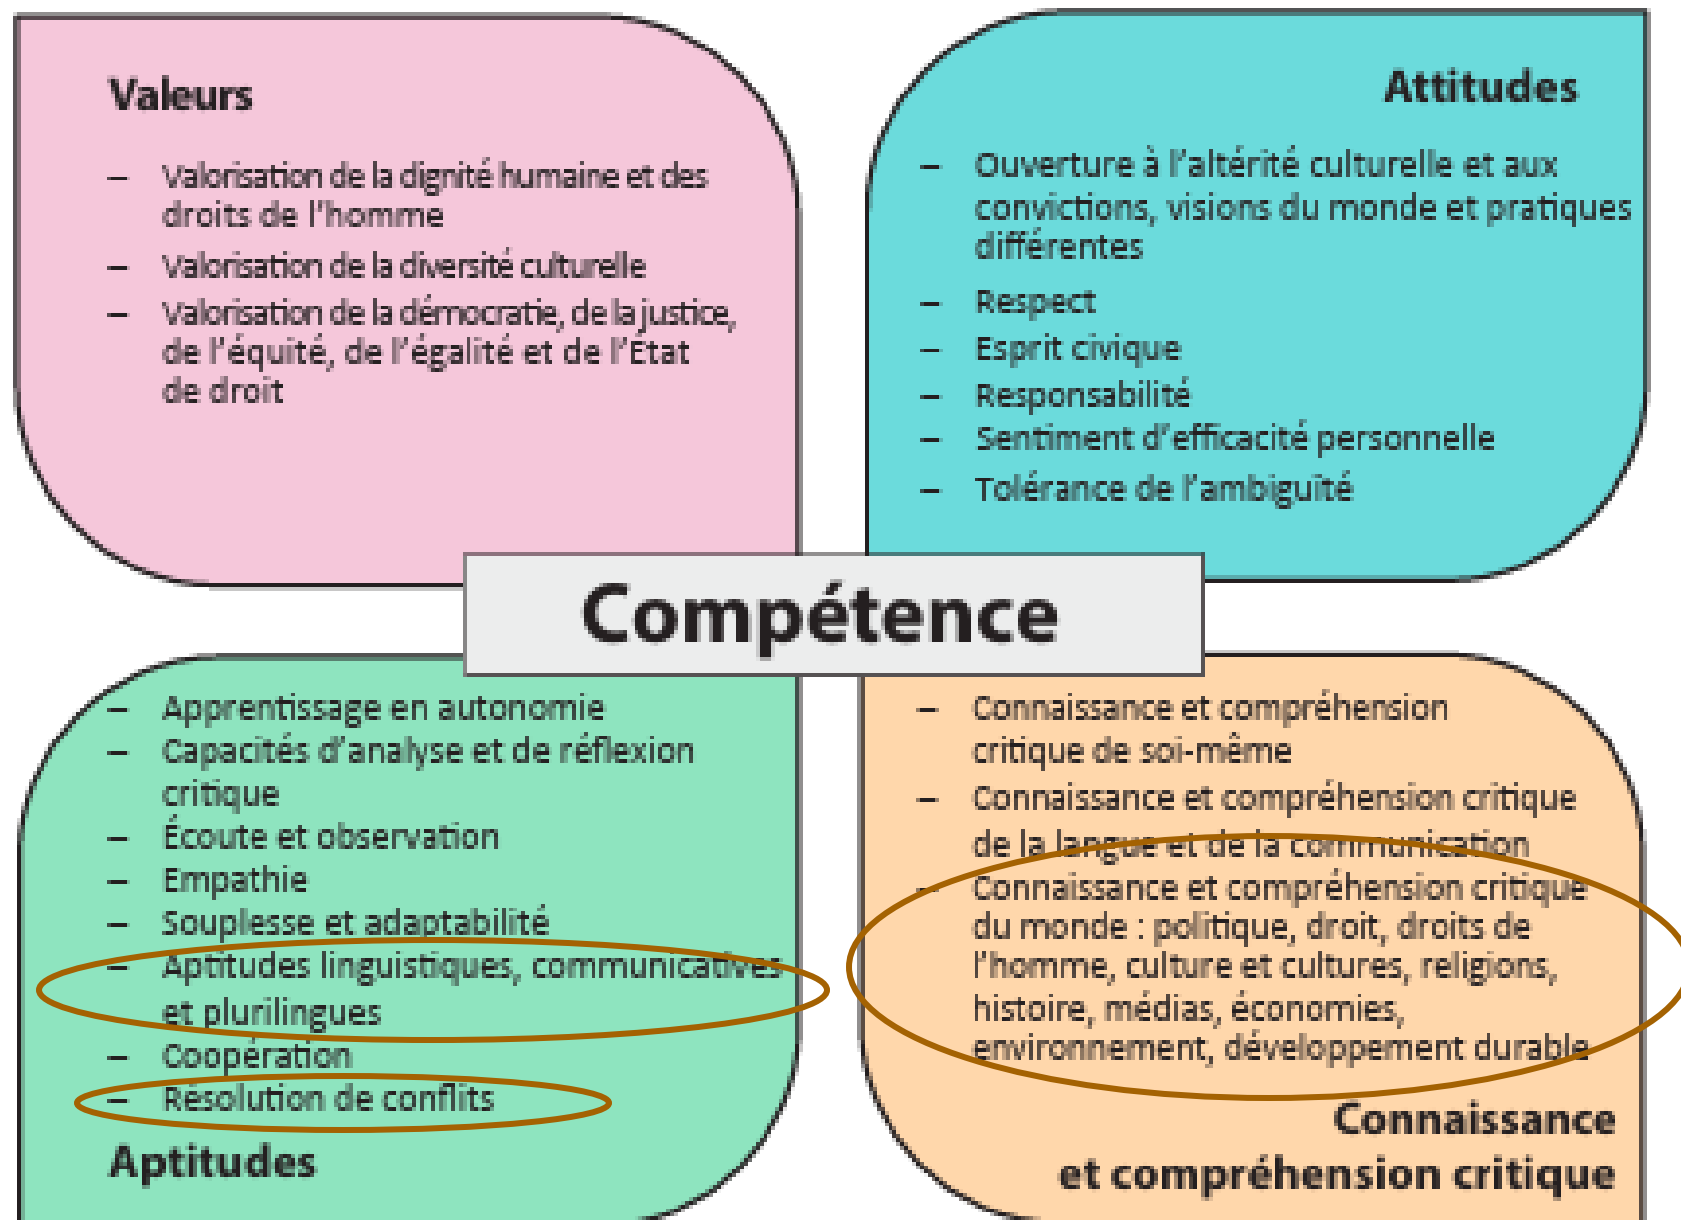 Valeurs
– Valorisation de la dignité humaine et des
droits de l'homme
– Valorisation de la diversité culturelle
– Valorisation de la démocratie, de la justice,
de l'équité, de l'égalité et de l'État
de droit
Attitudes
– Ouverture à l'altérité culturelle et aux
convictions, visions du monde et pratiques
différentes
– Respect
– Esprit civique
– Responsabilité
– Sentiment d'efficacité personnelle
– Tolérance de l'ambiguïté
Compétence
– Apprentissage en autonomie
– Capacités d'analyse et de réflexion
critique
– Écoute et observation
– Empathie
– Souplesse et adaptabilité
– Aptitudes linguistiques, communicatives
et plurilingues
– Coopération
– Résolution de conflits
Aptitudes
– Connaissance et compréhension
critique de soi-même
– Connaissance et compréhension critique
de la langue et de la communication
– Connaissance et compréhension critique
du monde : politique, droit, droits de
l'homme, culture et cultures, religions,
histoire, médias, économies,
environnement, développement durable
Connaissance
et compréhension critique